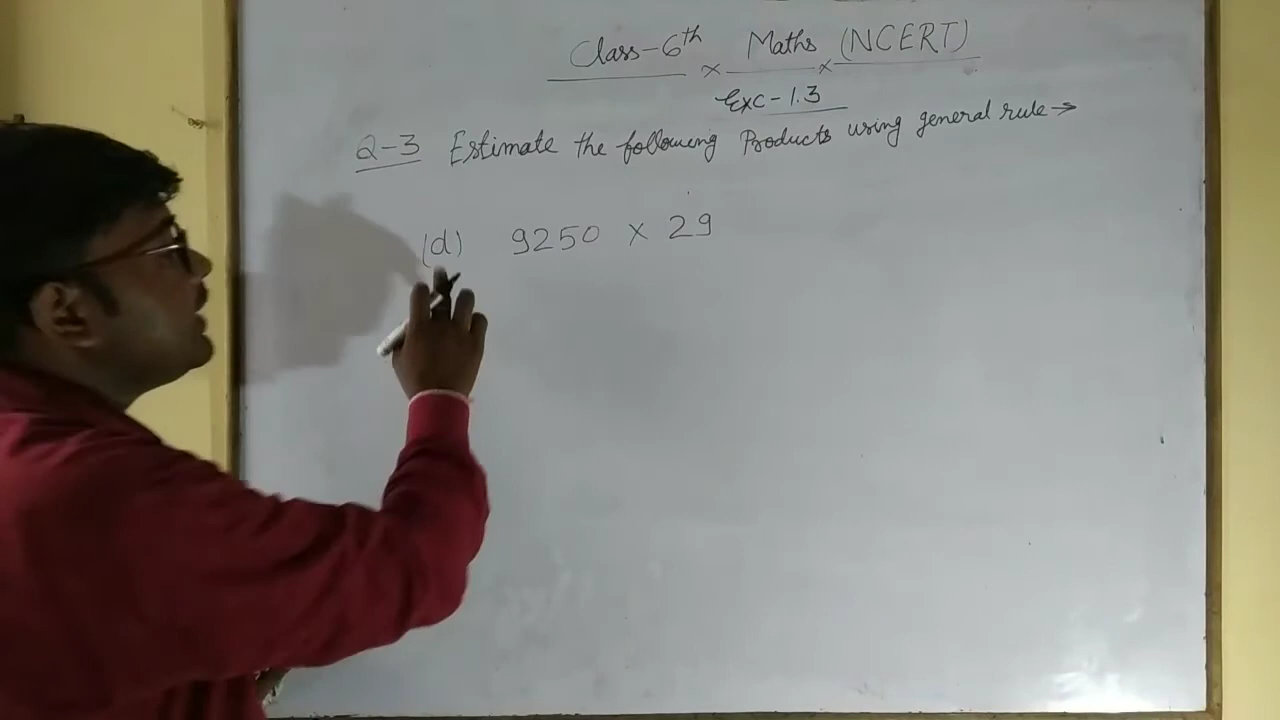 Class-6th Maths (NCERT)
Exc-1.3
Q-3 Estimate the following Products using general rule→
(d) 9250 × 29